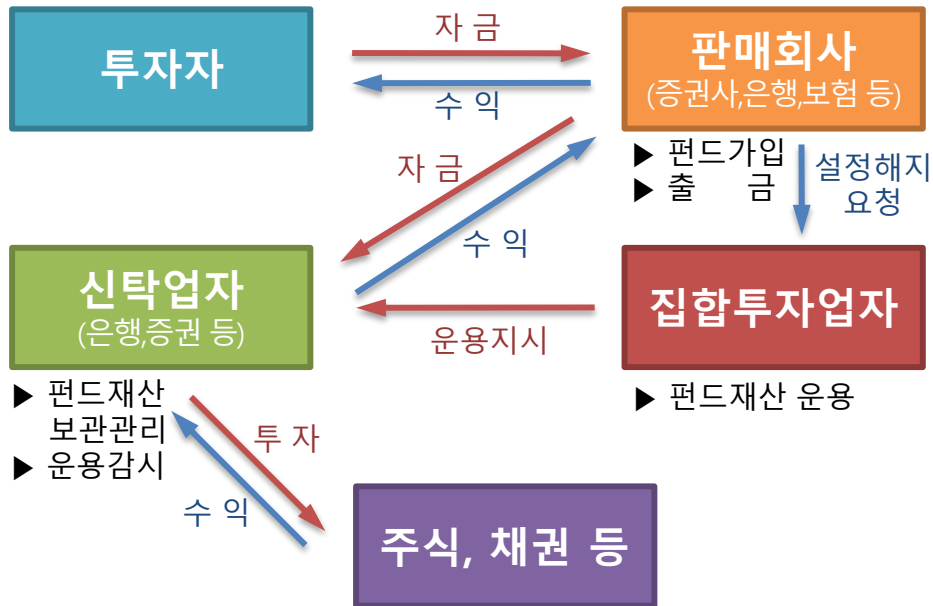 투자자
자 금
수 익
판매회사
(증권사,은행,보험 등)
▶ 펀드가입
▶ 출 금
설정해지
요청
자 금
수 익
신탁업자
(은행,증권 등)
운용지시
집합투자업자
▶ 펀드재산
보관관리
▶ 운용감시
▶ 펀드재산 운용
투 자
수 익
주식, 채권 등